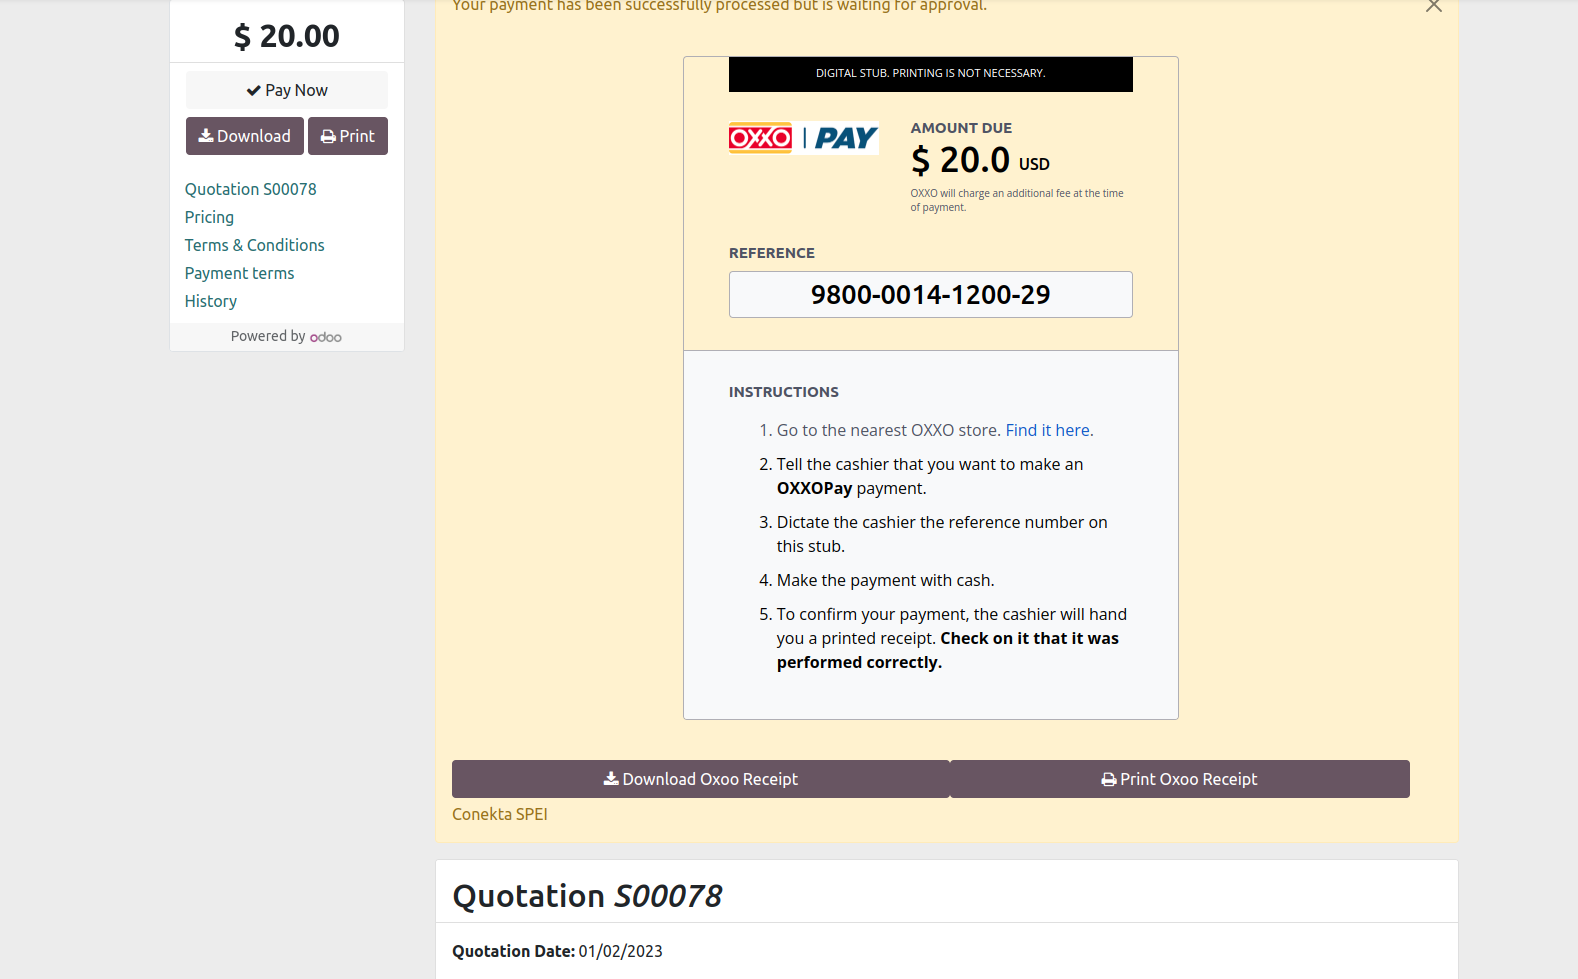 Your payment has been successfully processed but is waiting for approval.
$ 20.00
Pay Now
Download
Print
Quotation S00078
Pricing
Terms & Conditions
Payment terms
History
Powered by odoo
DIGITAL STUB. PRINTING IS NOT NECESSARY.
OXXO | PAY
AMOUNT DUE
$ 20.0 USD
OXXO will charge an additional fee at the time
of payment.
REFERENCE
9800-0014-1200-29
INSTRUCTIONS
1. Go to the nearest OXXO store. Find it here.
2. Tell the cashier that you want to make an
OXXOPay payment.
3. Dictate the cashier the reference number on
this stub.
4. Make the payment with cash.
5. To confirm your payment, the cashier will hand
you a printed receipt. Check on it that it was
performed correctly.
Download Oxoo Receipt
Print Oxoo Receipt
Conekta SPEI
Quotation S00078
Quotation Date: 01/02/2023